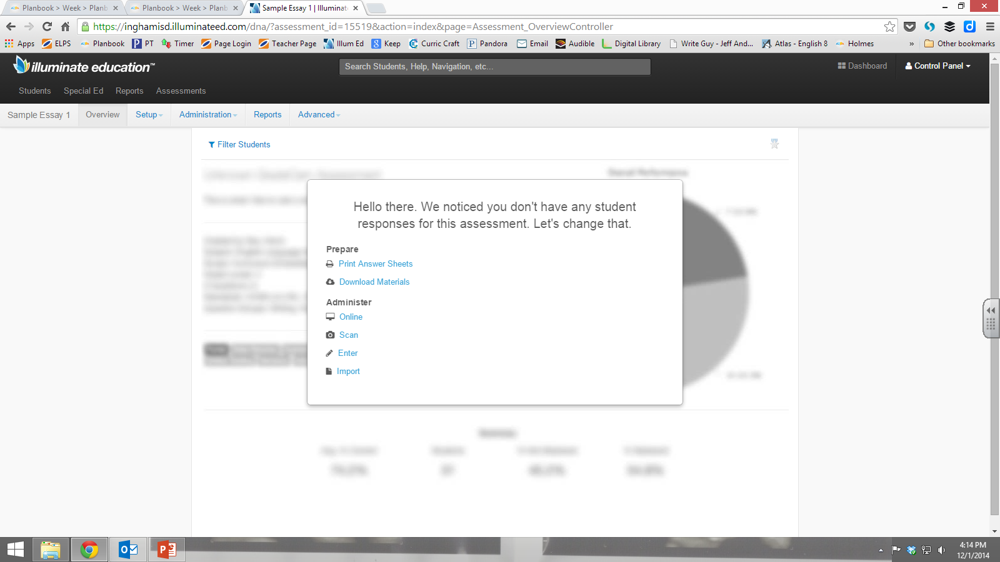 Planbook > Week > Planb
Planbook > Week > Planb
Sample Essay 1 | Illuminate
https://inghamisd.illuminateed.com/dna/?assessment_id=15519&action=index&page=Assessment_OverviewController
Apps ELPS Planbook PT Timer Page Login Teacher Page Illum Ed Keep Curric Craft Pandora Email Audible Digital Library Write Guy - Jeff And... Atlas - English 8 Holmes » Other bookmarks
illuminate education™
Search Students, Help, Navigation, etc...
Dashboard
Control Panel
Students Special Ed Reports Assessments
Sample Essay 1 Overview Setup Administration Reports Advanced
Filter Students
Hello there. We noticed you don't have any student
responses for this assessment. Let's change that.
Prepare
Print Answer Sheets
Download Materials
Administer
Online
Scan
Enter
Import
4:14 PM
12/1/2014